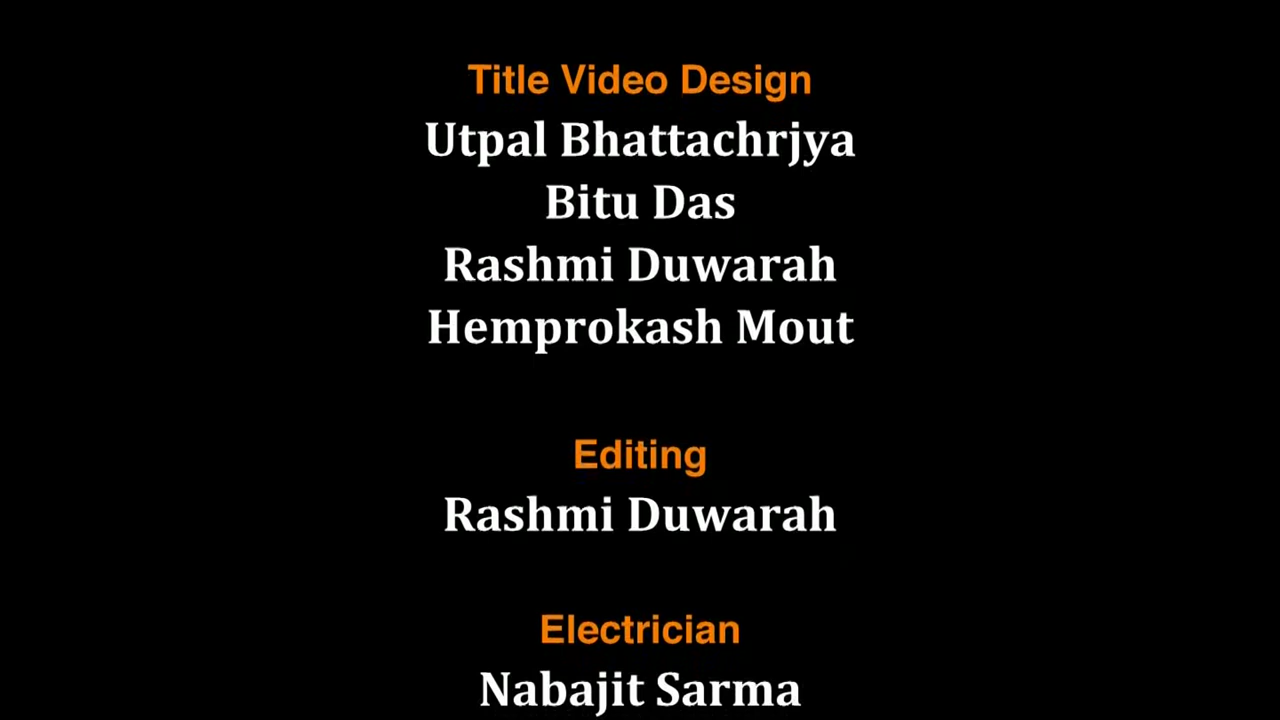 Title Video Design
Utpal Bhattachrjya
Bitu Das
Rashmi Duwarah
Hemprokash Mout
Editing
Rashmi Duwarah
Electrician
Nabajit Sarma